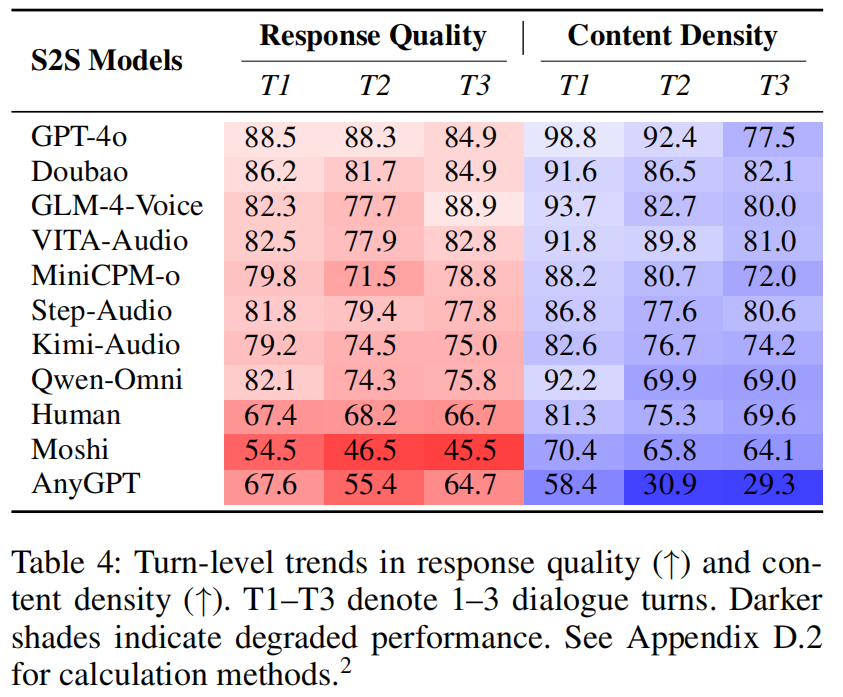 S2S Models Response Quality Content Density
T1 T2 T3 T1 T2 T3
GPT-4o 88.5 88.3 84.9 98.8 92.4 77.5
Doubao 86.2 81.7 84.9 91.6 86.5 82.1
GLM-4-Voice 82.3 77.7 88.9 93.7 82.7 80.0
VITA-Audio 82.5 77.9 82.8 91.8 89.8 81.0
MiniCPM-o 79.8 71.5 78.8 88.2 80.7 72.0
Step-Audio 81.8 79.4 77.8 86.8 77.6 80.6
Kimi-Audio 79.2 74.5 75.0 82.6 76.7 74.2
Qwen-Omni 82.1 74.3 75.8 92.2 69.9 69.0
Human 67.4 68.2 66.7 81.3 75.3 69.6
Moshi 54.5 46.5 45.5 70.4 65.8 64.1
AnyGPT 67.6 55.4 64.7 58.4 30.9 29.3
Table 4: Turn-level trends in response quality (↑) and con-
tent density (↑). T1–T3 denote 1–3 dialogue turns. Darker
shades indicate degraded performance. See Appendix D.2
for calculation methods.²